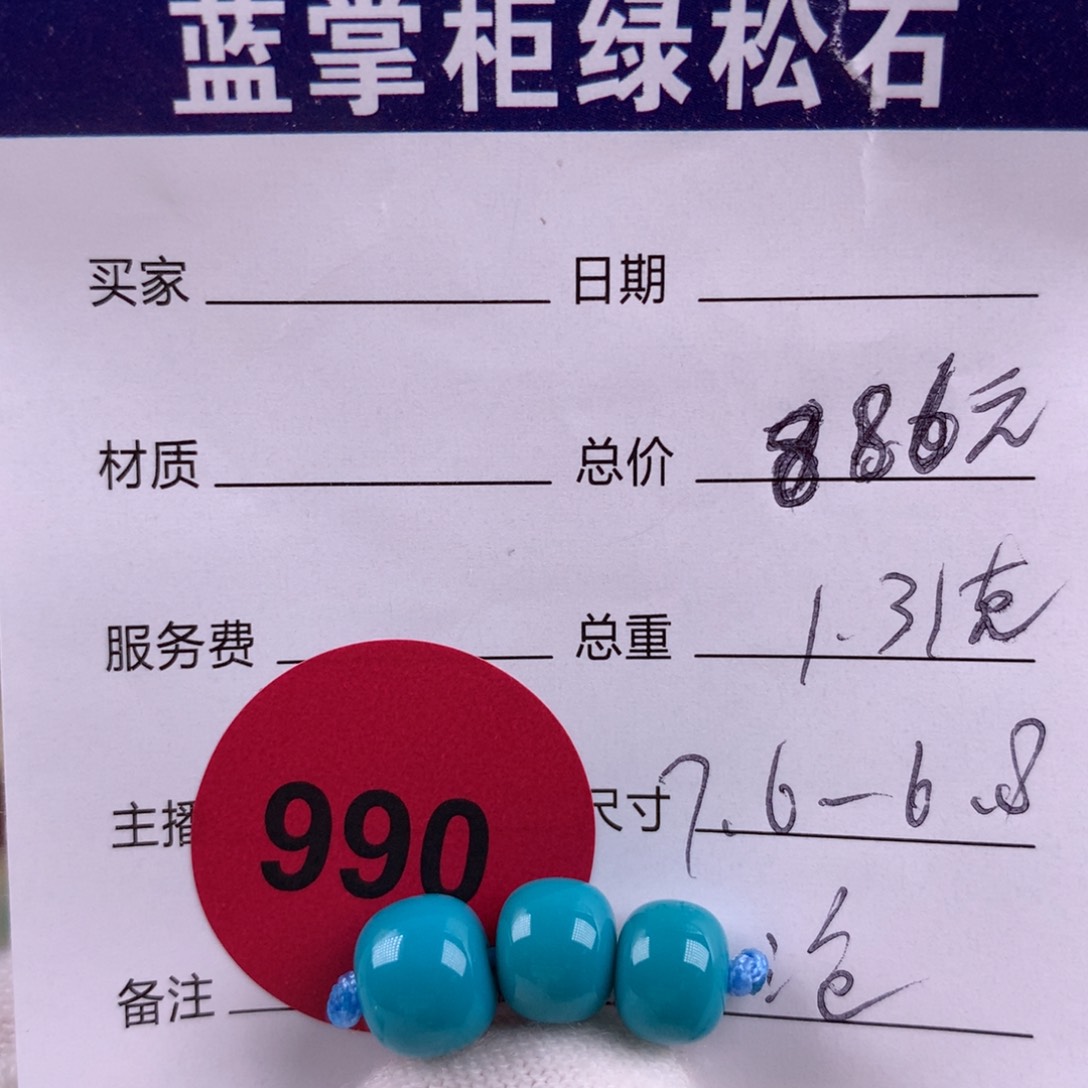 蓝掌柜绿松石
买家 日期
材质 总价 886元
服务费 总重 1.31克
主播 尺寸 7.6-6.8
990
备注